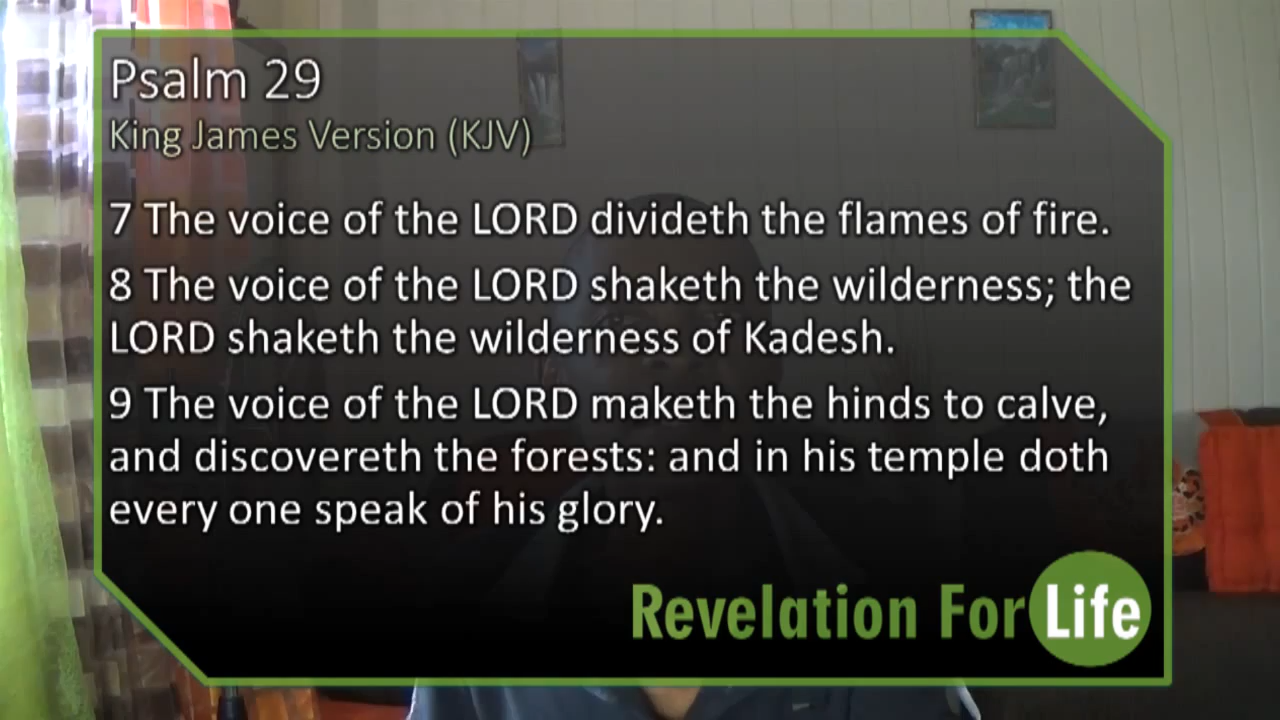 Psalm 29
King James Version (KJV)
7 The voice of the LORD divideth the flames of fire.
8 The voice of the LORD shaketh the wilderness; the
LORD shaketh the wilderness of Kadesh.
9 The voice of the LORD maketh the hinds to calve,
and discovereth the forests: and in his temple doth
every one speak of his glory.
Revelation For Life